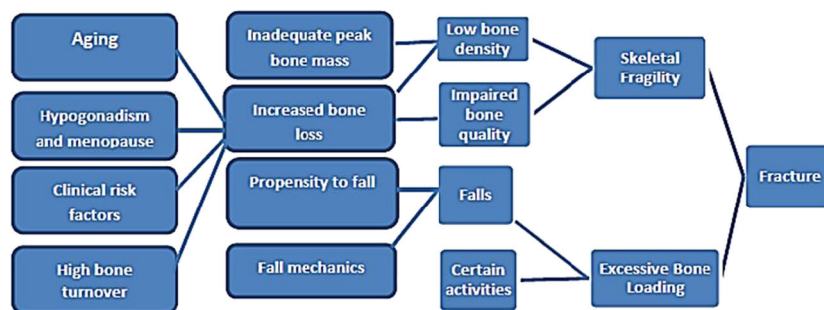 Aging
Hypogonadism
and menopause
Clinical risk
factors
High bone
turnover
Inadequate peak
bone mass
Increased bone
loss
Propensity to fall
Fall mechanics
Low bone
density
Impaired
bone
quality
Falls
Certain
activities
Skeletal
Fragility
Excessive Bone
Loading
Fracture